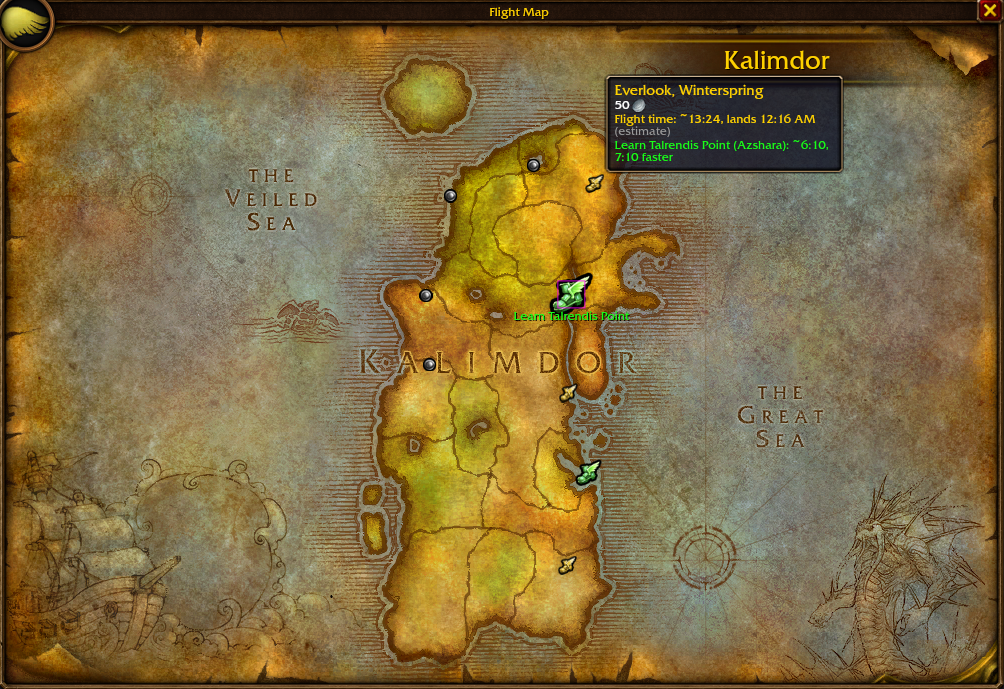 Flight Map
Kalimdor
Everlook, Winterspring
50
Flight time: ~13:24, lands 12:16 AM
(estimate)
Learn Talrendis Point (Azshara): ~6:10,
7:10 faster
THE
VEILED
SEA
Learn Talrendis Point
KALIMDOR
THE
GREAT
SEA